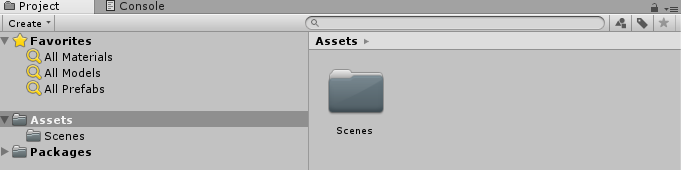 Project
Console
Create
Favorites
All Materials
All Models
All Prefabs
Assets
Scenes
Packages
Assets
Scenes